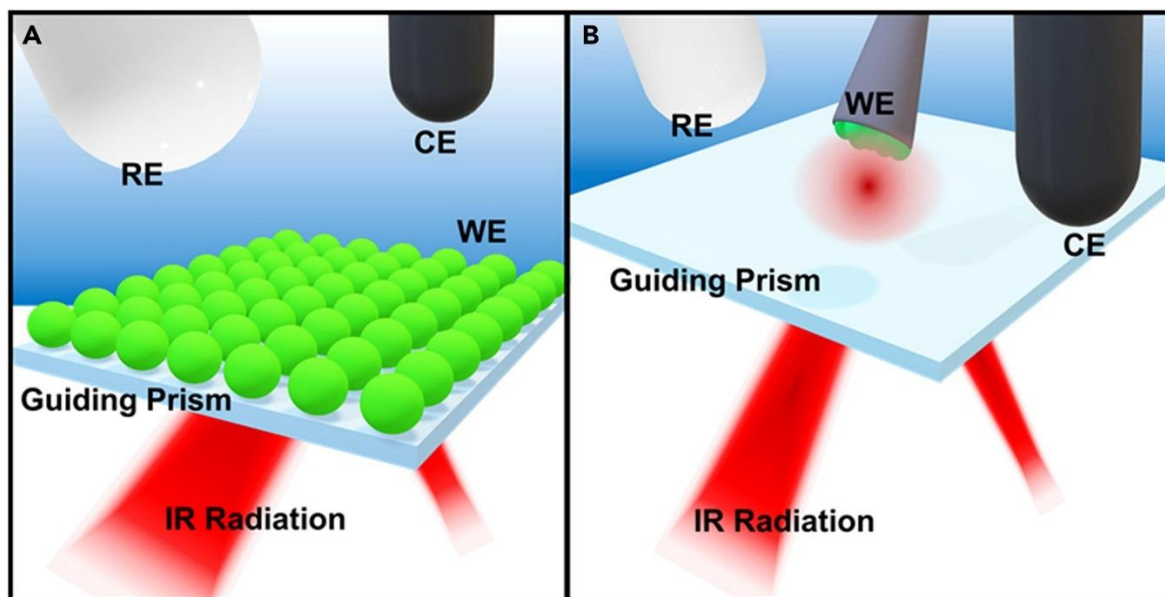 A
RE
CE
WE
Guiding Prism
IR Radiation
B
RE
WE
CE
Guiding Prism
IR Radiation